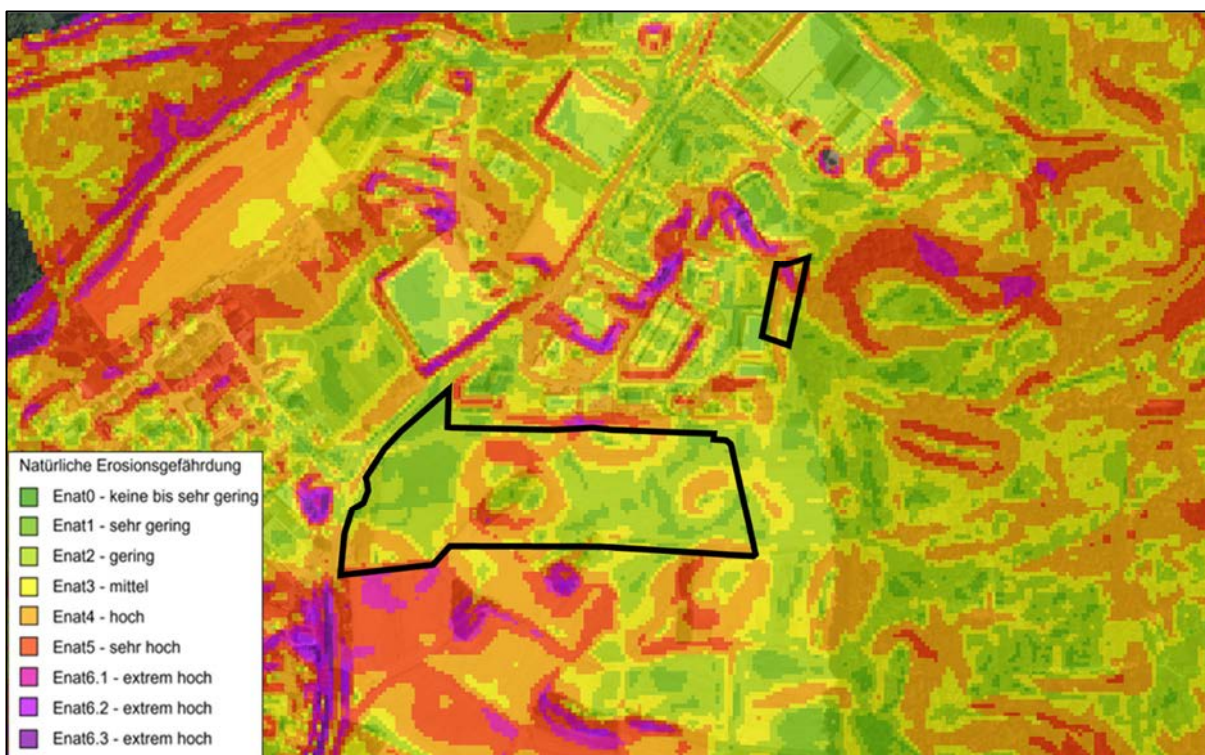 Natürliche Erosionsgefährdung
Enat0 - keine bis sehr gering
Enat1 - sehr gering
Enat2 - gering
Enat3 - mittel
Enat4 - hoch
Enat5 - sehr hoch
Enat6.1 - extrem hoch
Enat6.2 - extrem hoch
Enat6.3 - extrem hoch